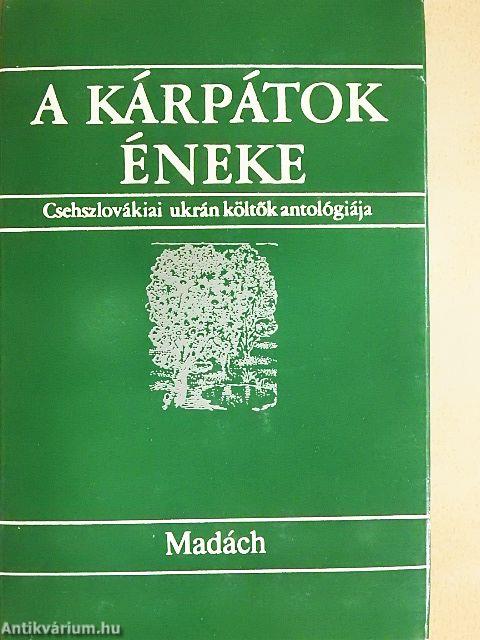 A KÁRPÁTOK
ÉNEKE
Csehszlovákiai ukrán költők antológiája
Madách
Antikvárium.hu